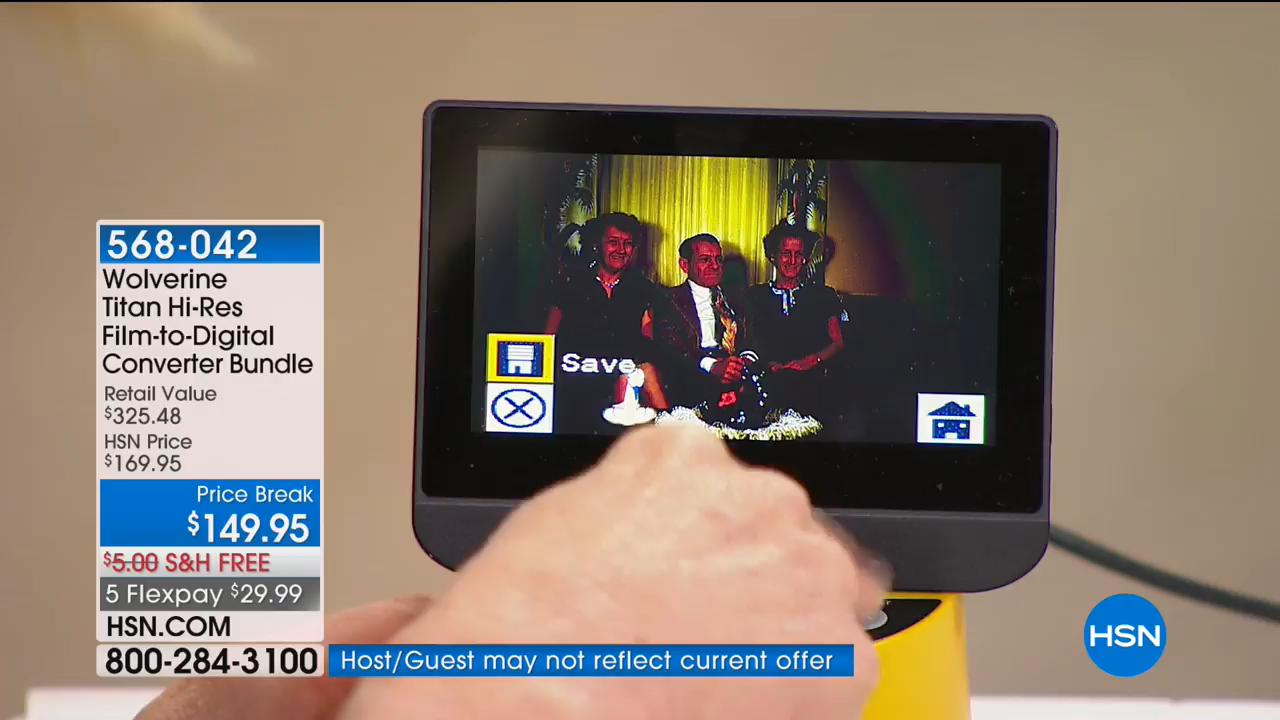 568-042
Wolverine
Titan Hi-Res
Film-to-Digital
Converter Bundle
Retail Value
$325.48
HSN Price
$169.95
Price Break
$149.95
$5.00 S&H FREE
5 Flexpay $29.99
HSN.COM
800-284-3100
Host/Guest may not reflect current offer
Save
HSN